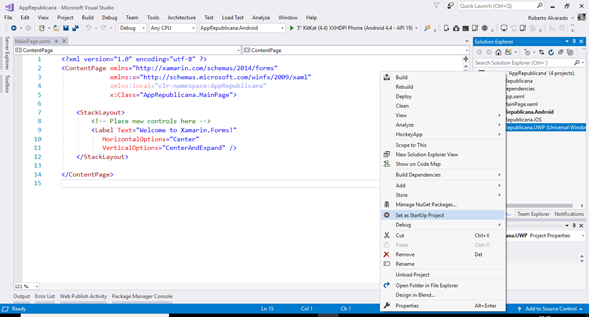 AppRepublicana - Microsoft Visual Studio
Quick Launch (Ctrl+Q)
File Edit View Project Build Debug Team Tools Architecture Test Analyze Window Help
Roberto Alvarado
Debug Any CPU AppRepublicana.Android 5" KitKat (4.4) XXHDPI Phone (Android 4.4 - API 19)
Server Explorer
Toolbox
MainPage.xaml
ContentPage ContentPage
1 <?xml version="1.0" encoding="utf-8" ?>
2 <ContentPage xmlns="http://xamarin.com/schemas/2014/forms"
3 xmlns:x="http://schemas.microsoft.com/winfx/2009/xaml"
4 xmlns:local="clr-namespace:AppRepublicana"
5 x:Class="AppRepublicana.MainPage">
6
7 <StackLayout>
8 <!-- Place new controls here -->
9 <Label Text="Welcome to Xamarin.Forms!"
10 HorizontalOptions="Center"
11 VerticalOptions="CenterAndExpand" />
12 </StackLayout>
13
14 </ContentPage>
15
121 %
Build
Rebuild
Deploy
Clean
View
Analyze
HockeyApp
Scope to This
New Solution Explorer View
Show on Code Map
Build Dependencies
Add
Store
Manage NuGet Packages...
Set as StartUp Project
Debug
Cut Ctrl+X
Paste Ctrl+V
Remove Del
Rename
Unload Project
Open Folder in File Explorer
Design in Blend...
Properties Alt+Enter
Solution Explorer
Search Solution Explorer (Ctrl+')
'AppRepublicana' (4 projects)
Republicana
pendencies
pp.xaml
MainPage.xaml
Republicana.Android
Republicana.iOS
Republicana.UWP (Universal Window
Team Explorer Notifications
ana.UWP Project Properties
Output Error List Web Publish Activity Package Manager Console
Ready Ln 15 Col 1 Ch 1 Add to Source Control